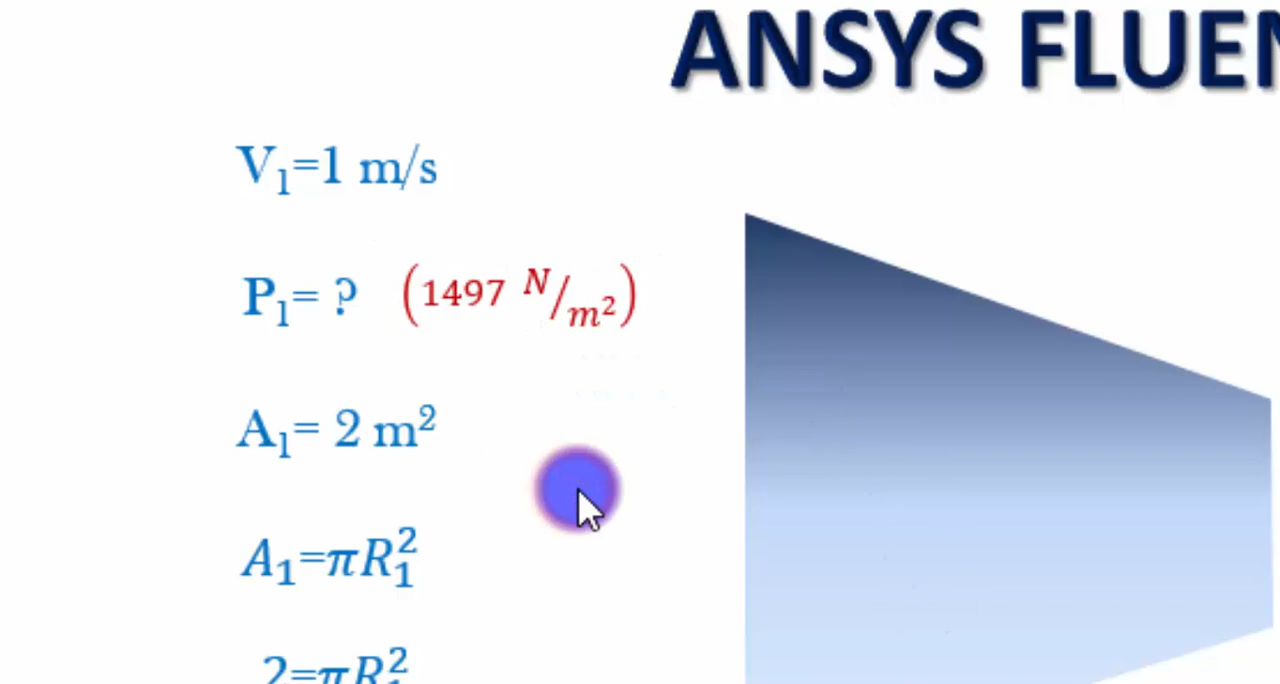 ANSYS FLUEN
V₁=1 m/s
P₁= ? (1497 N/m²)
A₁= 2 m²
A₁=πR₁²
2=πR₁²